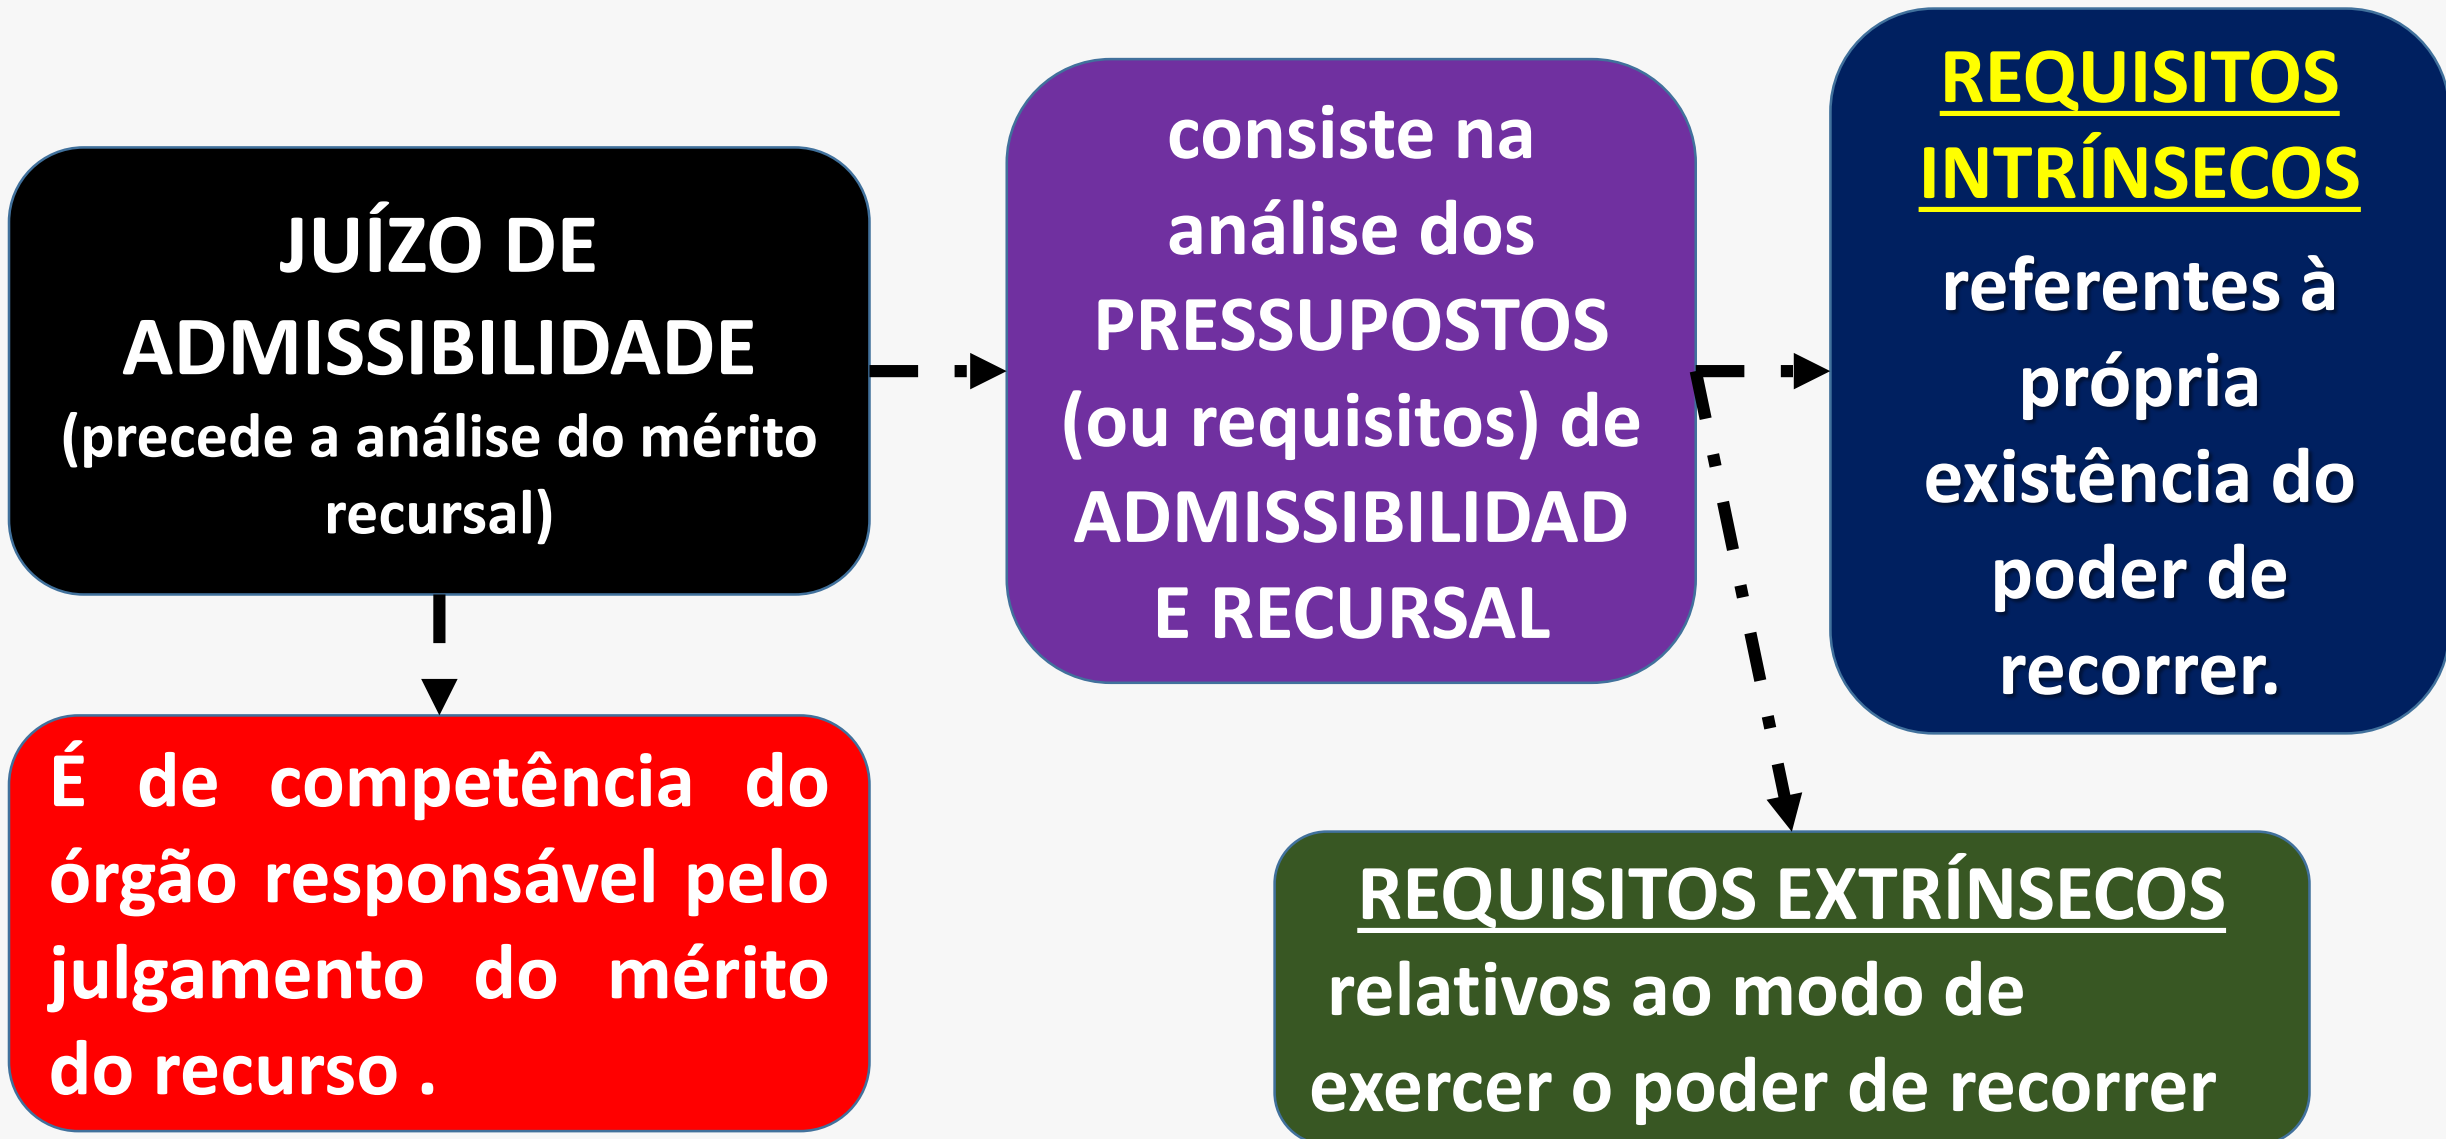 JUÍZO DE
ADMISSIBILIDADE
(precede a análise do mérito
recursal)
É de competência do
órgão responsável pelo
julgamento do mérito
do recurso .
consiste na
análise dos
PRESSUPOSTOS
(ou requisitos) de
ADMISSIBILIDAD
E RECURSAL
REQUISITOS
INTRÍNSECOS
referentes à
própria
existência do
poder de
recorrer.
REQUISITOS EXTRÍNSECOS
relativos ao modo de
exercer o poder de recorrer